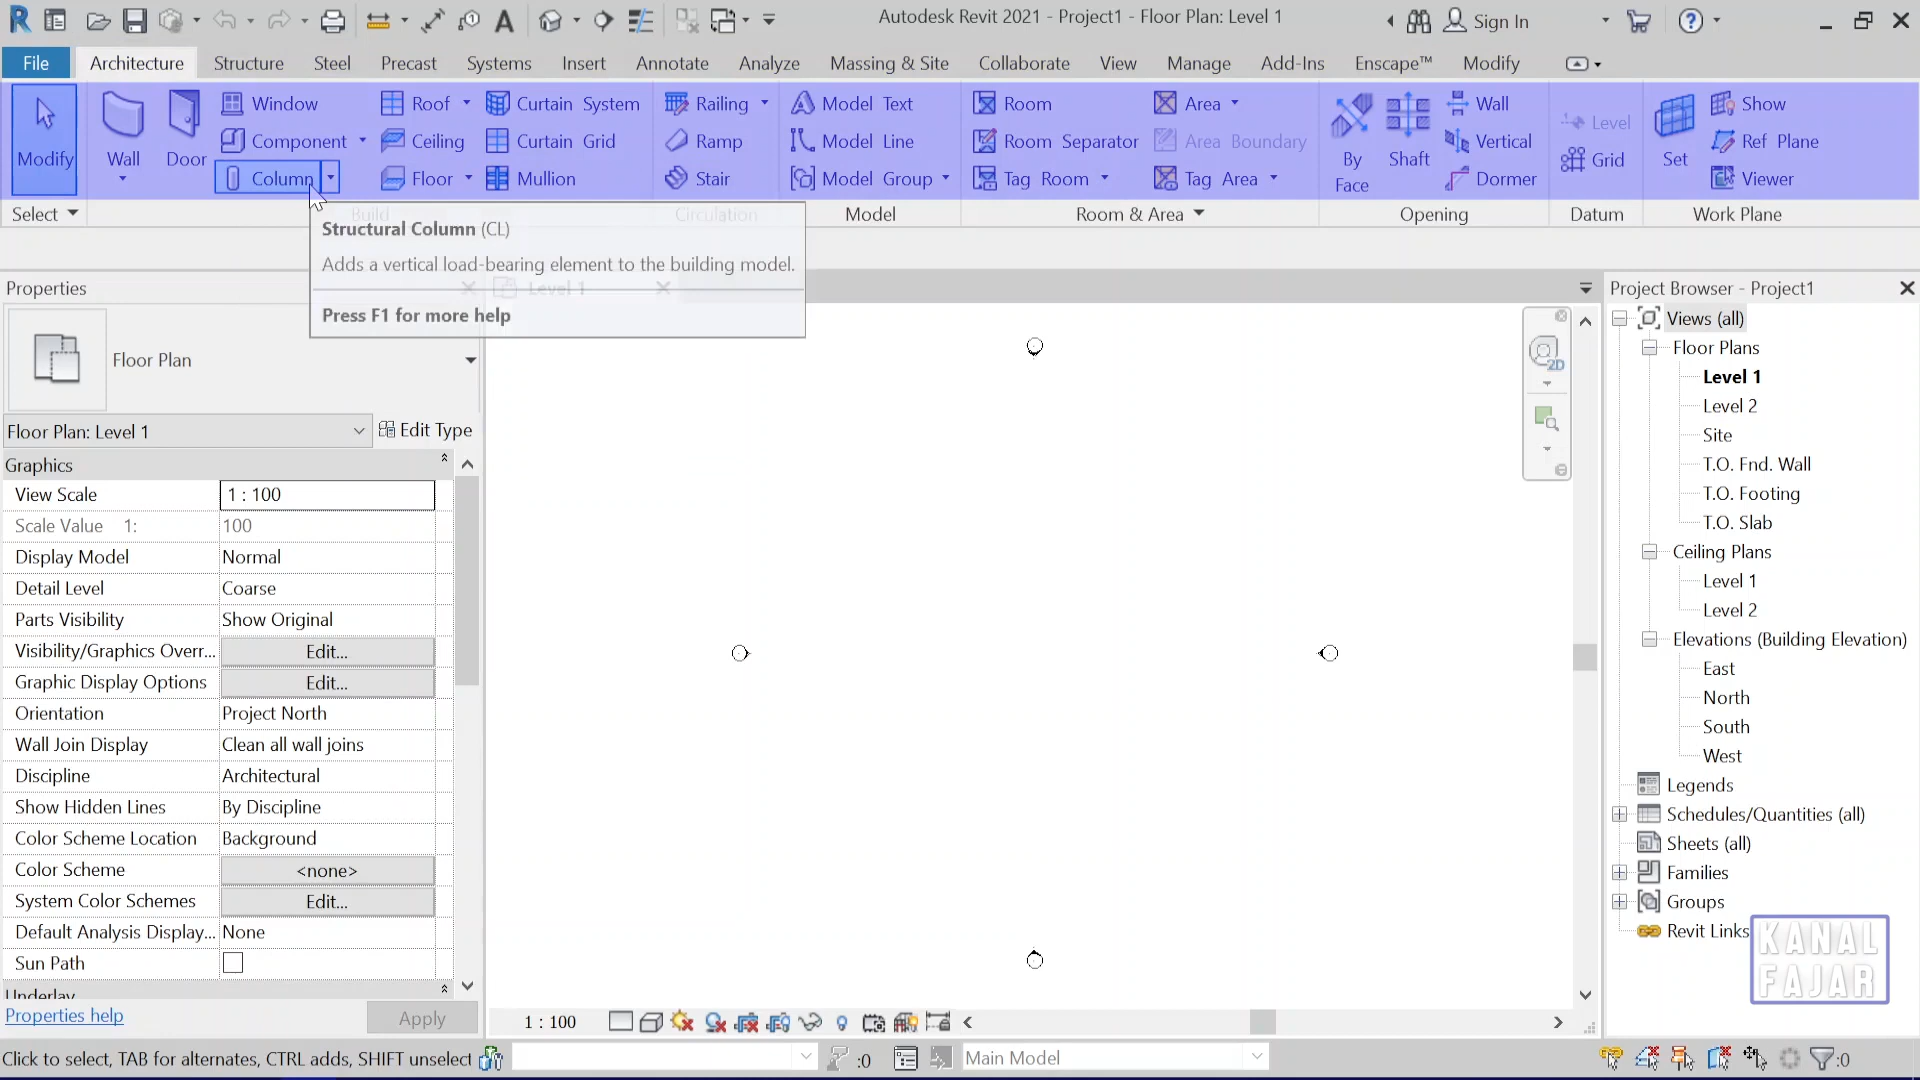 Autodesk Revit 2021 - Project1 - Floor Plan: Level 1
Sign In
File Architecture Structure Steel Precast Systems Insert Annotate Analyze Massing & Site Collaborate View Manage Add-Ins Enscape™ Modify
Modify
Wall
Door
Window
Component
Column
Roof
Ceiling
Floor
Curtain System
Curtain Grid
Mullion
Railing
Ramp
Stair
Model Text
Model Line
Model Group
Room
Room Separator
Tag Room
Area
Area Boundary
Tag Area
By
Face
Shaft
Wall
Vertical
Dormer
Level
Grid
Set
Show
Ref Plane
Viewer
Select Build Circulation Model Room & Area Opening Datum Work Plane
Structural Column (CL)
Adds a vertical load-bearing element to the building model.
Press F1 for more help
Level 1
Properties
Floor Plan
Floor Plan: Level 1
Edit Type
Graphics
View Scale 1 : 100
Scale Value 1: 100
Display Model Normal
Detail Level Coarse
Parts Visibility Show Original
Visibility/Graphics Overr... Edit...
Graphic Display Options Edit...
Orientation Project North
Wall Join Display Clean all wall joins
Discipline Architectural
Show Hidden Lines By Discipline
Color Scheme Location Background
Color Scheme <none>
System Color Schemes Edit...
Default Analysis Display... None
Sun Path
Underlay
Properties help
Apply
2D
Project Browser - Project1
Views (all)
Floor Plans
Level 1
Level 2
Site
T.O. Fnd. Wall
T.O. Footing
T.O. Slab
Ceiling Plans
Level 1
Level 2
Elevations (Building Elevation)
East
North
South
West
Legends
Schedules/Quantities (all)
Sheets (all)
Families
Groups
Revit Links
KANAL
FAJAR
1 : 100
Click to select, TAB for alternates, CTRL adds, SHIFT unselect
:0
Main Model
:0